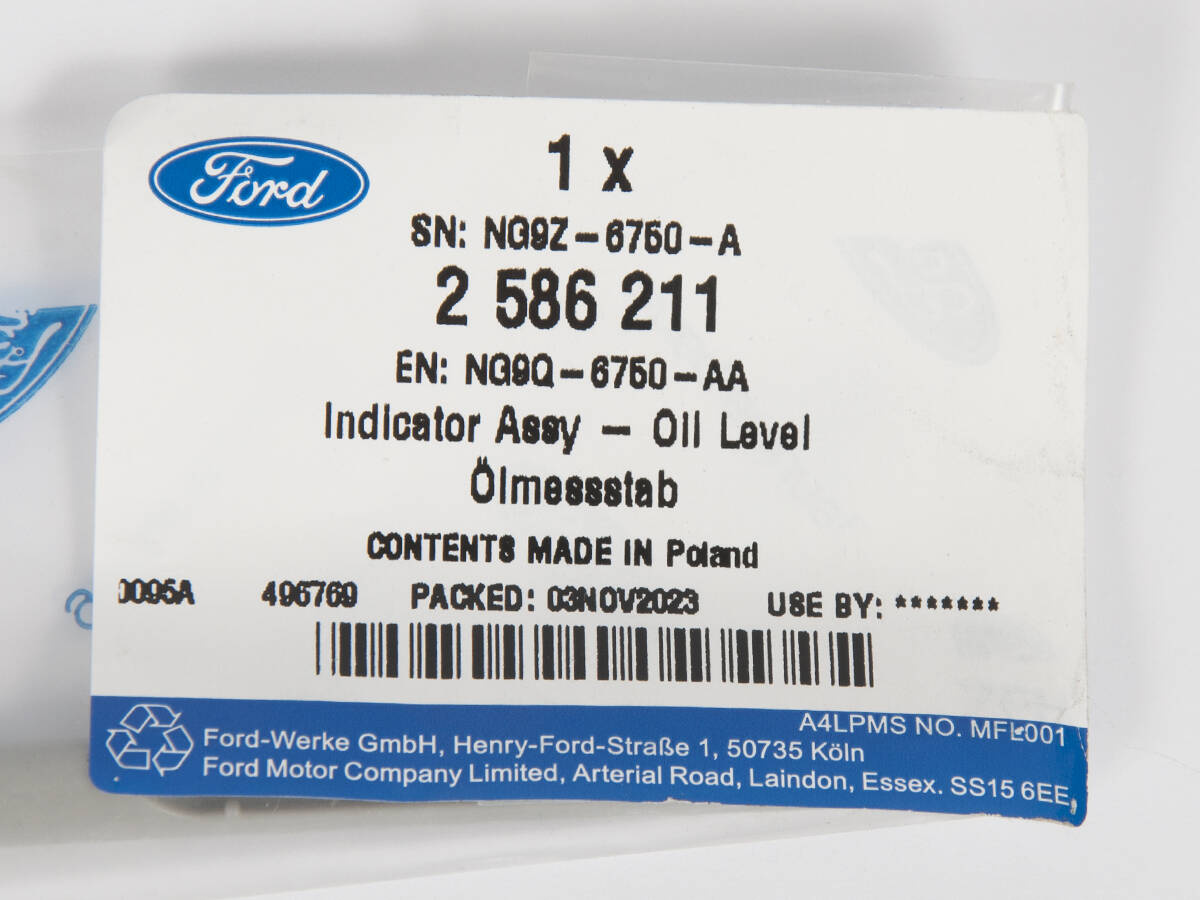 Ford
1 x
SN: NG9Z-6750-A
2 586 211
EN: NG9Q-6750-AA
Indicator Assy - Oil Level
Ölmessstab
CONTENTS MADE IN Poland
0095A 496769 PACKED: 03NOV2023 USE BY: *******
A4LPMS NO. MFL001
Ford-Werke GmbH, Henry-Ford-Straße 1, 50735 Köln
Ford Motor Company Limited, Arterial Road, Laindon, Essex. SS15 6EE